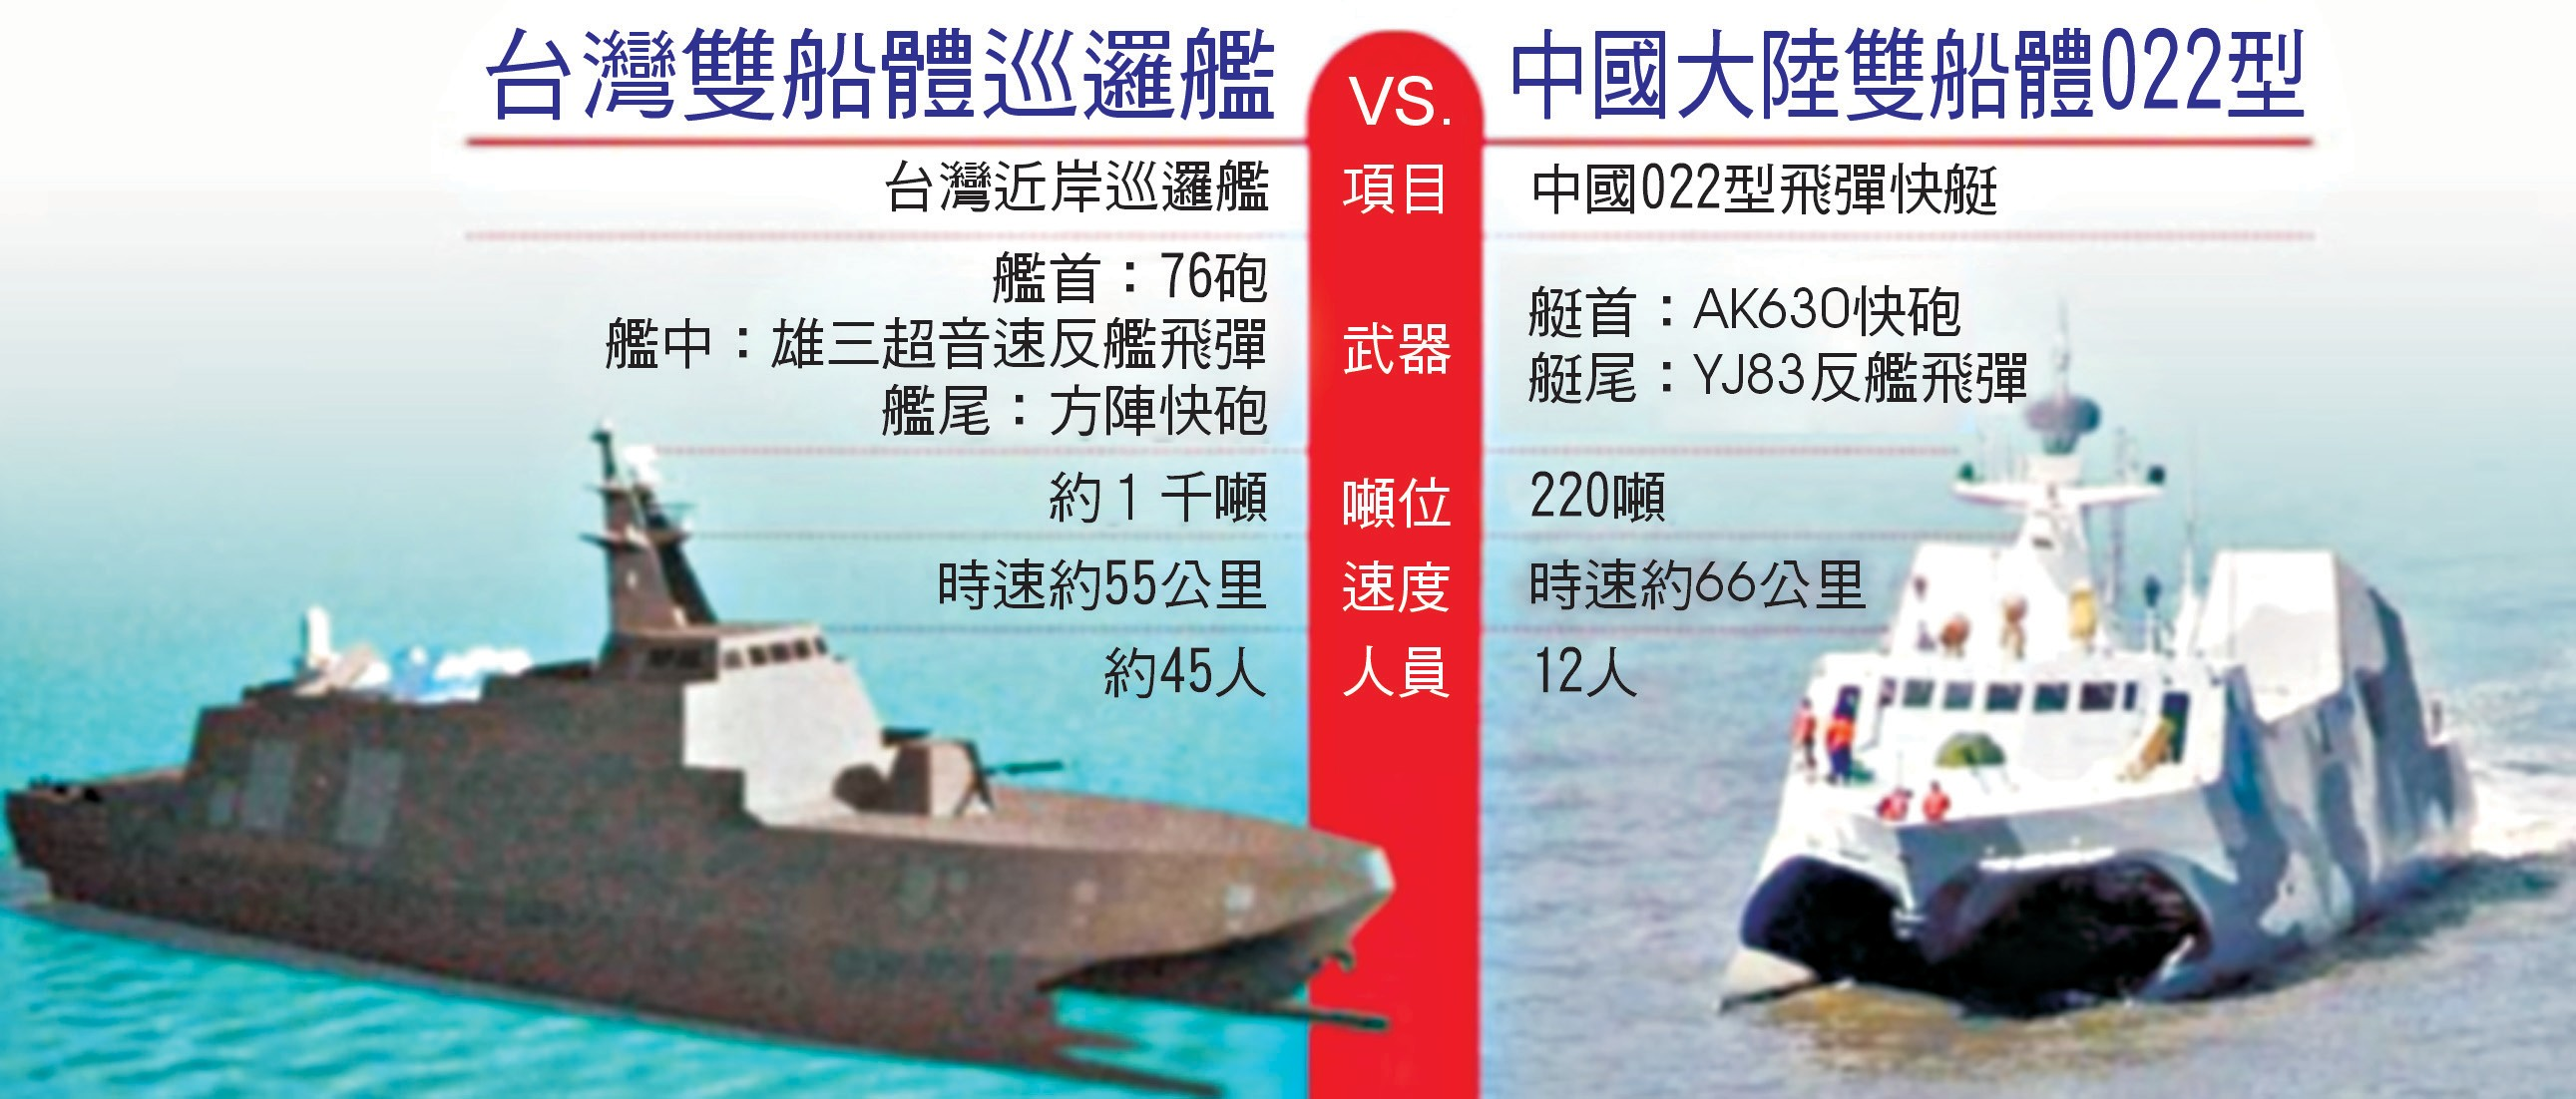 台灣雙船體巡邏艦 VS. 中國大陸雙船體022型
台灣近岸巡邏艦 項目 中國022型飛彈快艇
艦首：76砲
艦中：雄三超音速反艦飛彈
艦尾：方陣快砲
武器
艇首：AK630快砲
艇尾：YJ83反艦飛彈
約1千噸 噸位 220噸
時速約55公里 速度 時速約66公里
約45人 人員 12人